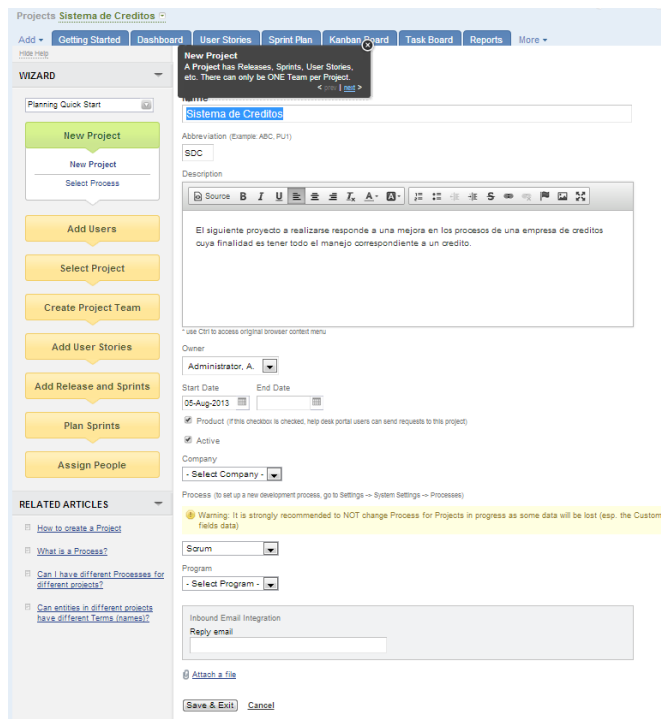 Projects Sistema de Creditos
Add Getting Started Dashboard User Stories Sprint Plan Kanban Board Task Board Reports More
Hide Help
New Project
A Project has Releases, Sprints, User Stories,
etc. There can only be ONE Team per Project.
< prev | next >
WIZARD
Planning Quick Start
New Project
New Project
Select Process
Add Users
Select Project
Create Project Team
Add User Stories
Add Release and Sprints
Plan Sprints
Assign People
RELATED ARTICLES
How to create a Project
What is a Process?
Can I have different Processes for
different projects?
Can entities in different projects
have different Terms (names)?
Name
Sistema de Creditos
Abbreviation (Example: ABC, PU1)
SDC
Description
Source B I U Tx A A S
El siguiente proyecto a realizarse responde a una mejora en los procesos de una empresa de creditos
cuya finalidad es tener todo el manejo correspondiente a un credito.
* use Ctrl to access original browser context menu
Owner
Administrator, A.
Start Date End Date
05-Aug-2013
Product (If this checkbox is checked, help desk portal users can send requests to this project)
Active
Company
- Select Company -
Process (to set up a new development process, go to Settings -> System Settings -> Processes)
Warning: It is strongly recommended to NOT change Process for Projects in progress as some data will be lost (esp. the Custom
fields data)
Scrum
Program
- Select Program -
Inbound Email Integration
Reply email
Attach a file
Save & Exit Cancel